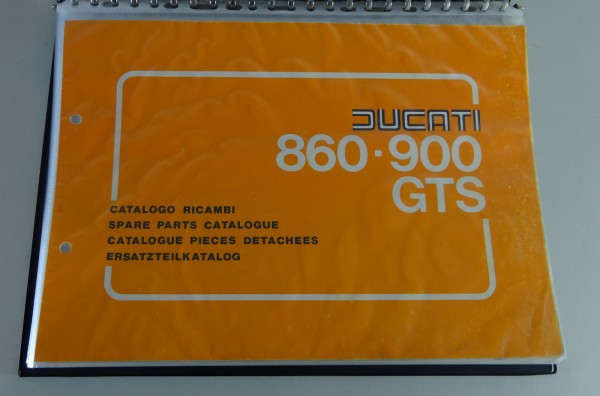 DUCATI
860·900
GTS
CATALOGO RICAMBI
SPARE PARTS CATALOGUE
CATALOGUE PIECES DETACHEES
ERSATZTEILKATALOG